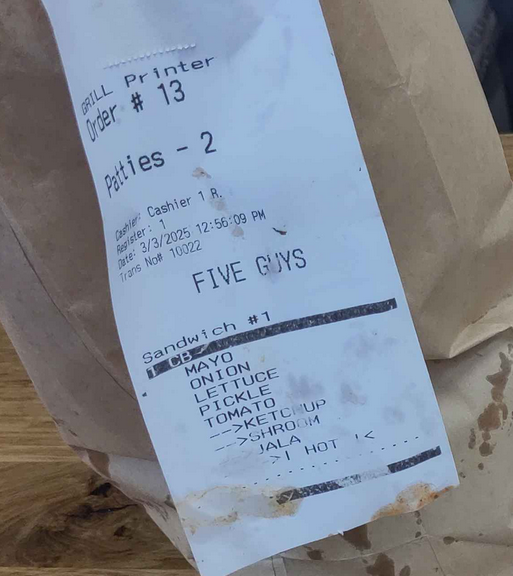 GRILL Printer
Order # 13
Patties - 2
Cashier: Cashier 1 R.
Register: 1
Date: 3/3/2025 12:56:09 PM
Trans No# 10022
FIVE GUYS
Sandwich #1
1 CB
MAYO
ONION
LETTUCE
PICKLE
TOMATO
-->KETCHUP
-->SHROOM
JALA
>! HOT !<